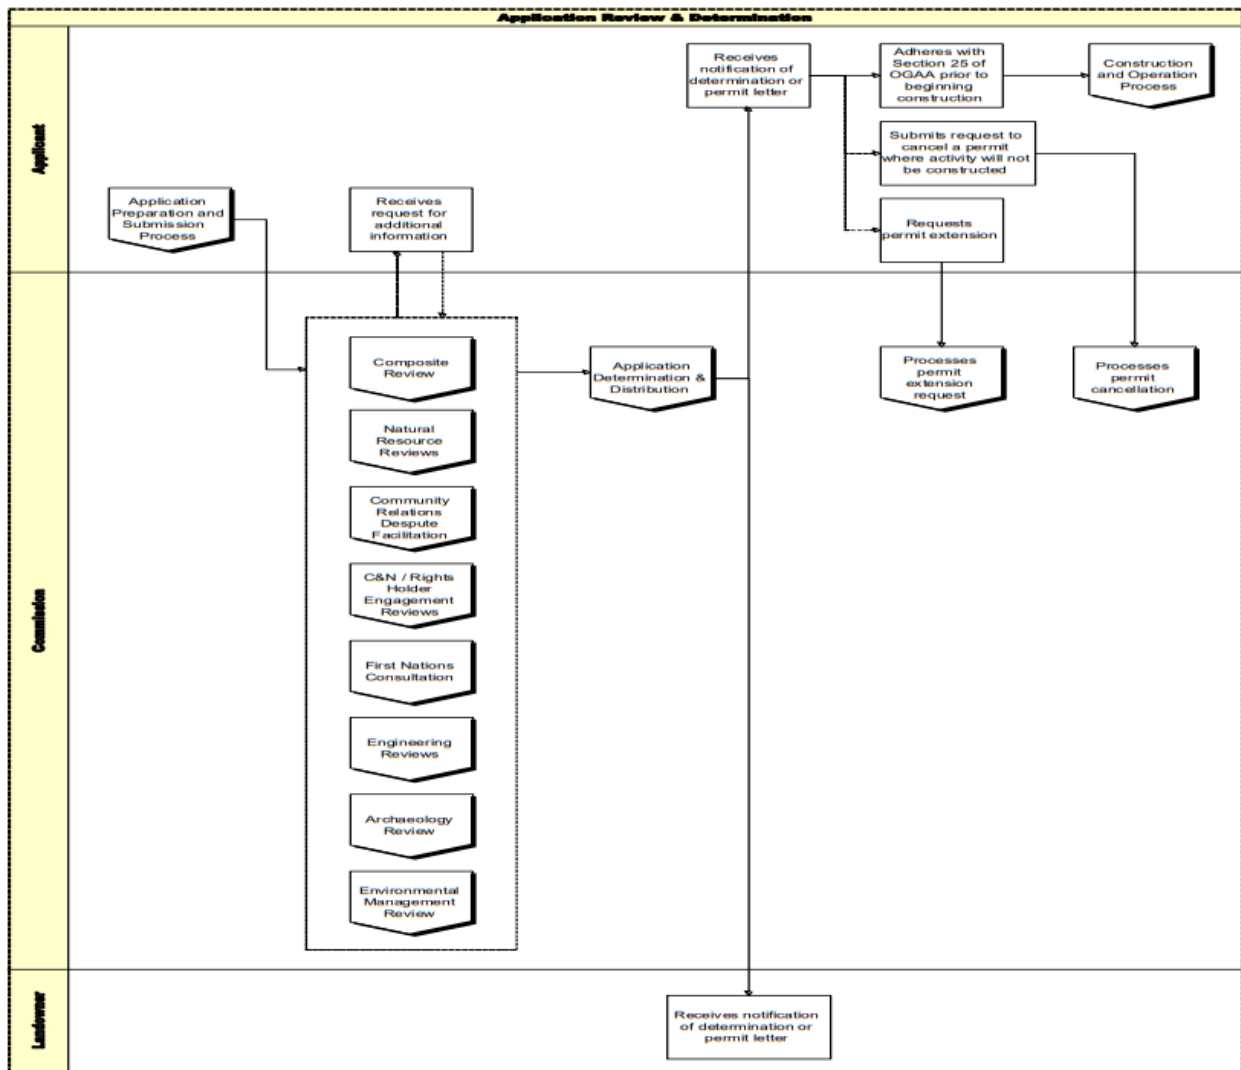 Application Review & Determination
Applicant
Application
Preparation and
Submission
Process
Receives
request for
additional
information
Receives
notification of
determination or
permit letter
Adheres with
Section 25 of
OGAA prior to
beginning
construction
Construction
and Operation
Process
Submits request to
cancel a permit
where activity will not
be constructed
Requests
permit extension
Commission
Composite
Review
Natural
Resource
Reviews
Community
Relations
Despute
Facilitation
C&N / Rights
Holder
Engagement
Reviews
First Nations
Consultation
Engineering
Reviews
Archaeology
Review
Environmental
Management
Review
Application
Determination &
Distribution
Processes
permit
extension
request
Processes
permit
cancellation
Landowner
Receives notification
of determination or
permit letter